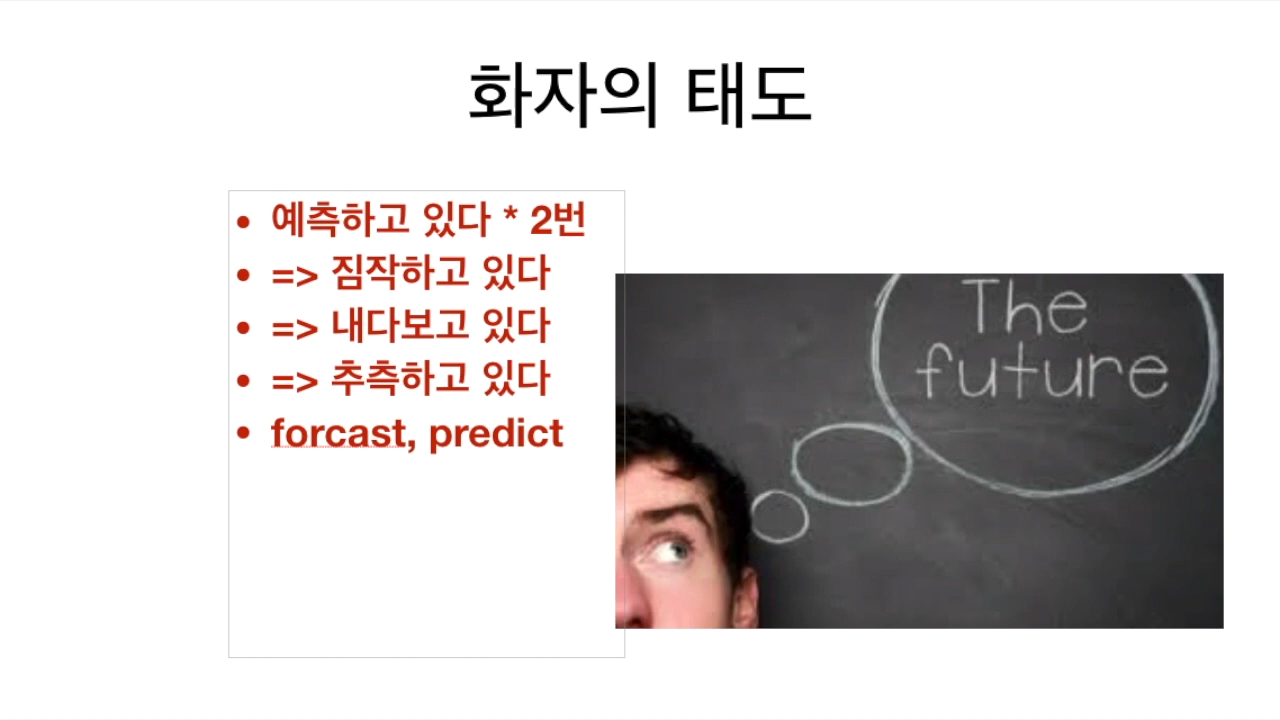 화자의 태도
• 예측하고 있다 * 2번
• => 짐작하고 있다
• => 내다보고 있다
• => 추측하고 있다
• forcast, predict
The
future